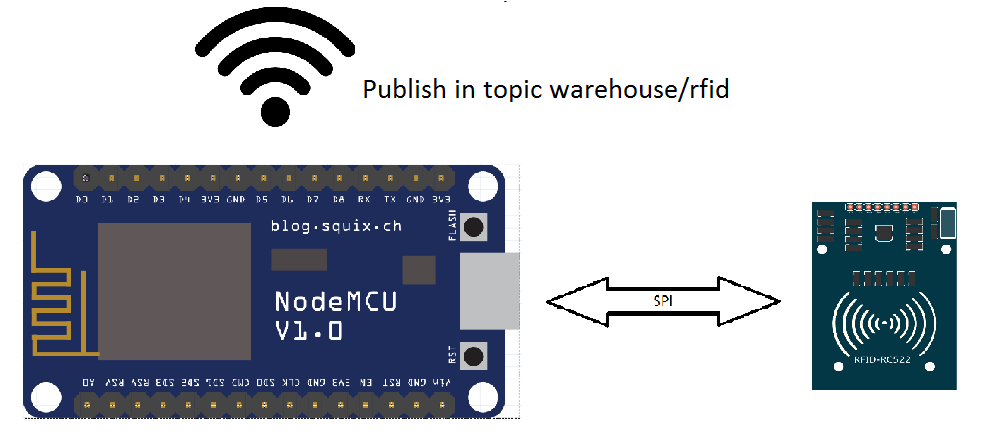 Publish in topic warehouse/rfid
D0 D1 D2 D3 D4 3V3 GND D5 D6 D7 D8 RX TX GND 3V3
blog.squix.ch
FLASH
NodeMCU
V1.0
SPI
RST
RFID-RC522
A0 RSV RSV SD3 SD2 SD1 CMD SD0 CLK GND 3V3 EN RST GND Vin